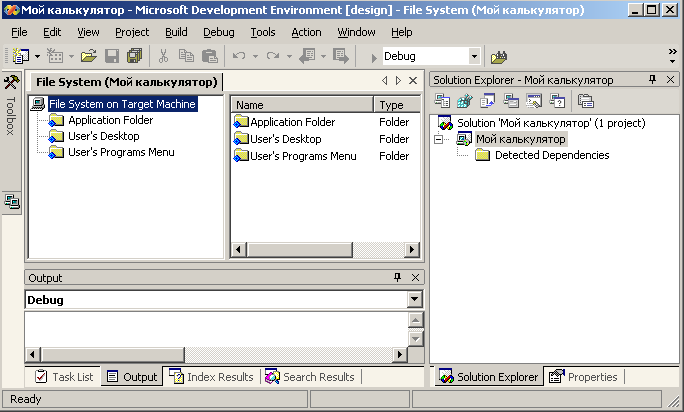 Мой калькулятор - Microsoft Development Environment [design] - File System (Мой калькулятор)
File Edit View Project Build Debug Tools Action Window Help
Debug
Toolbox
File System (Мой калькулятор)
File System on Target Machine
Application Folder
User's Desktop
User's Programs Menu
Name Type
Application Folder Folder
User's Desktop Folder
User's Programs Menu Folder
Solution Explorer - Мой калькулятор
Solution 'Мой калькулятор' (1 project)
Мой калькулятор
Detected Dependencies
Output
Debug
Task List Output Index Results Search Results
Solution Explorer Properties
Ready